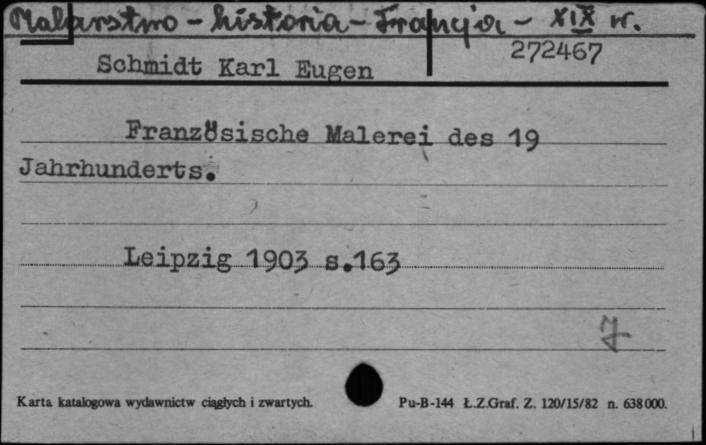 Malarstwo - historia - Francja - XIX w.
272467
Schmidt Karl Eugen
Französische Malerei des 19
Jahrhunderts.
Leipzig 1903 s.163
Karta katalogowa wydawnictw ciągłych i zwartych.
Pu-B-144 Ł.Z.Graf. Z. 120/15/82 n. 638000.